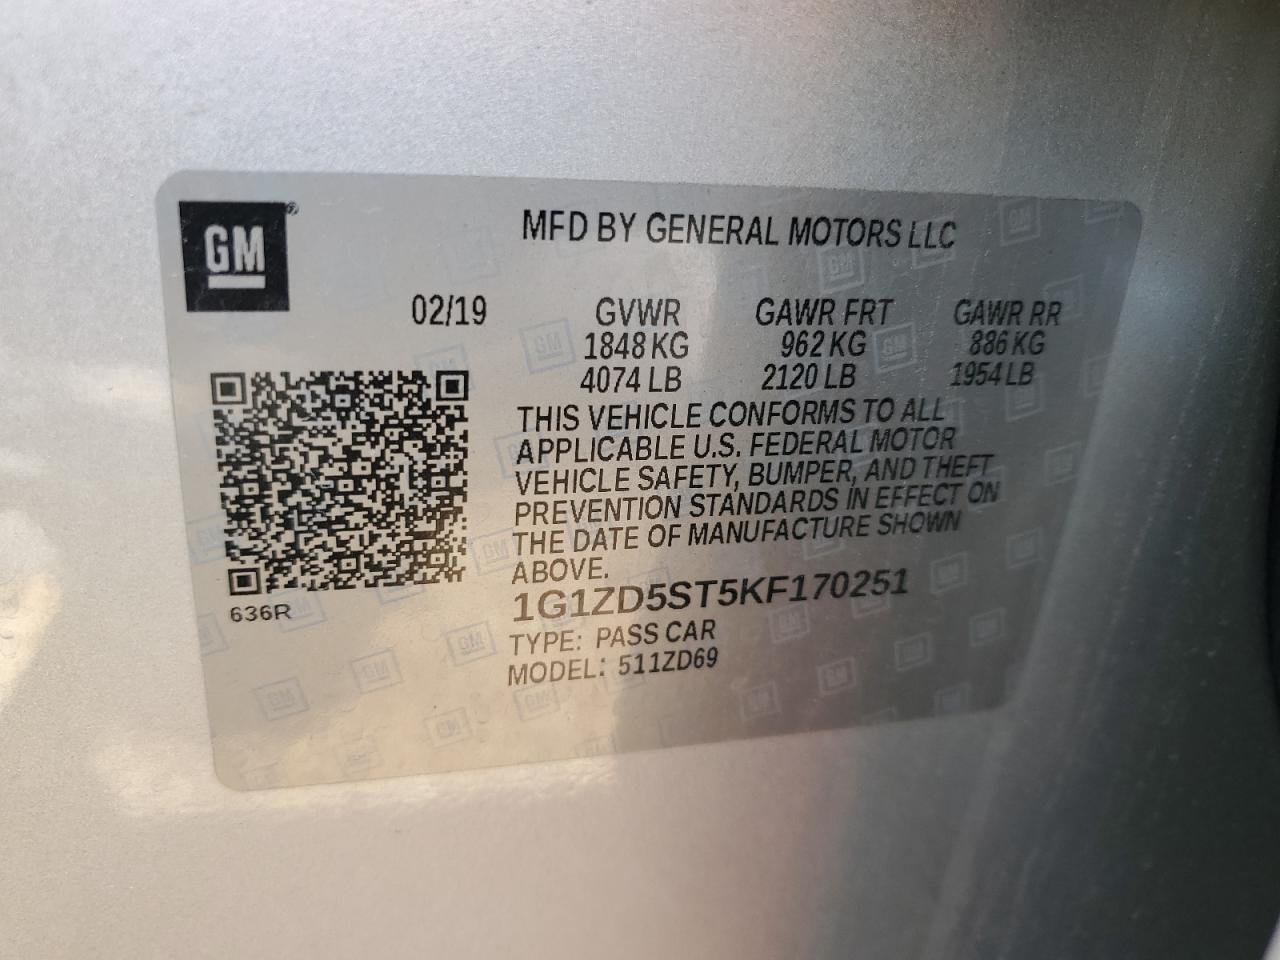 GM®
MFD BY GENERAL MOTORS LLC
02/19 GVWR GAWR FRT GAWR RR
1848 KG 962 KG 886 KG
4074 LB 2120 LB 1954 LB
THIS VEHICLE CONFORMS TO ALL
APPLICABLE U.S. FEDERAL MOTOR
VEHICLE SAFETY, BUMPER, AND THEFT
PREVENTION STANDARDS IN EFFECT ON
THE DATE OF MANUFACTURE SHOWN
ABOVE.
636R
1G1ZD5ST5KF170251
TYPE: PASS CAR
MODEL: 511ZD69